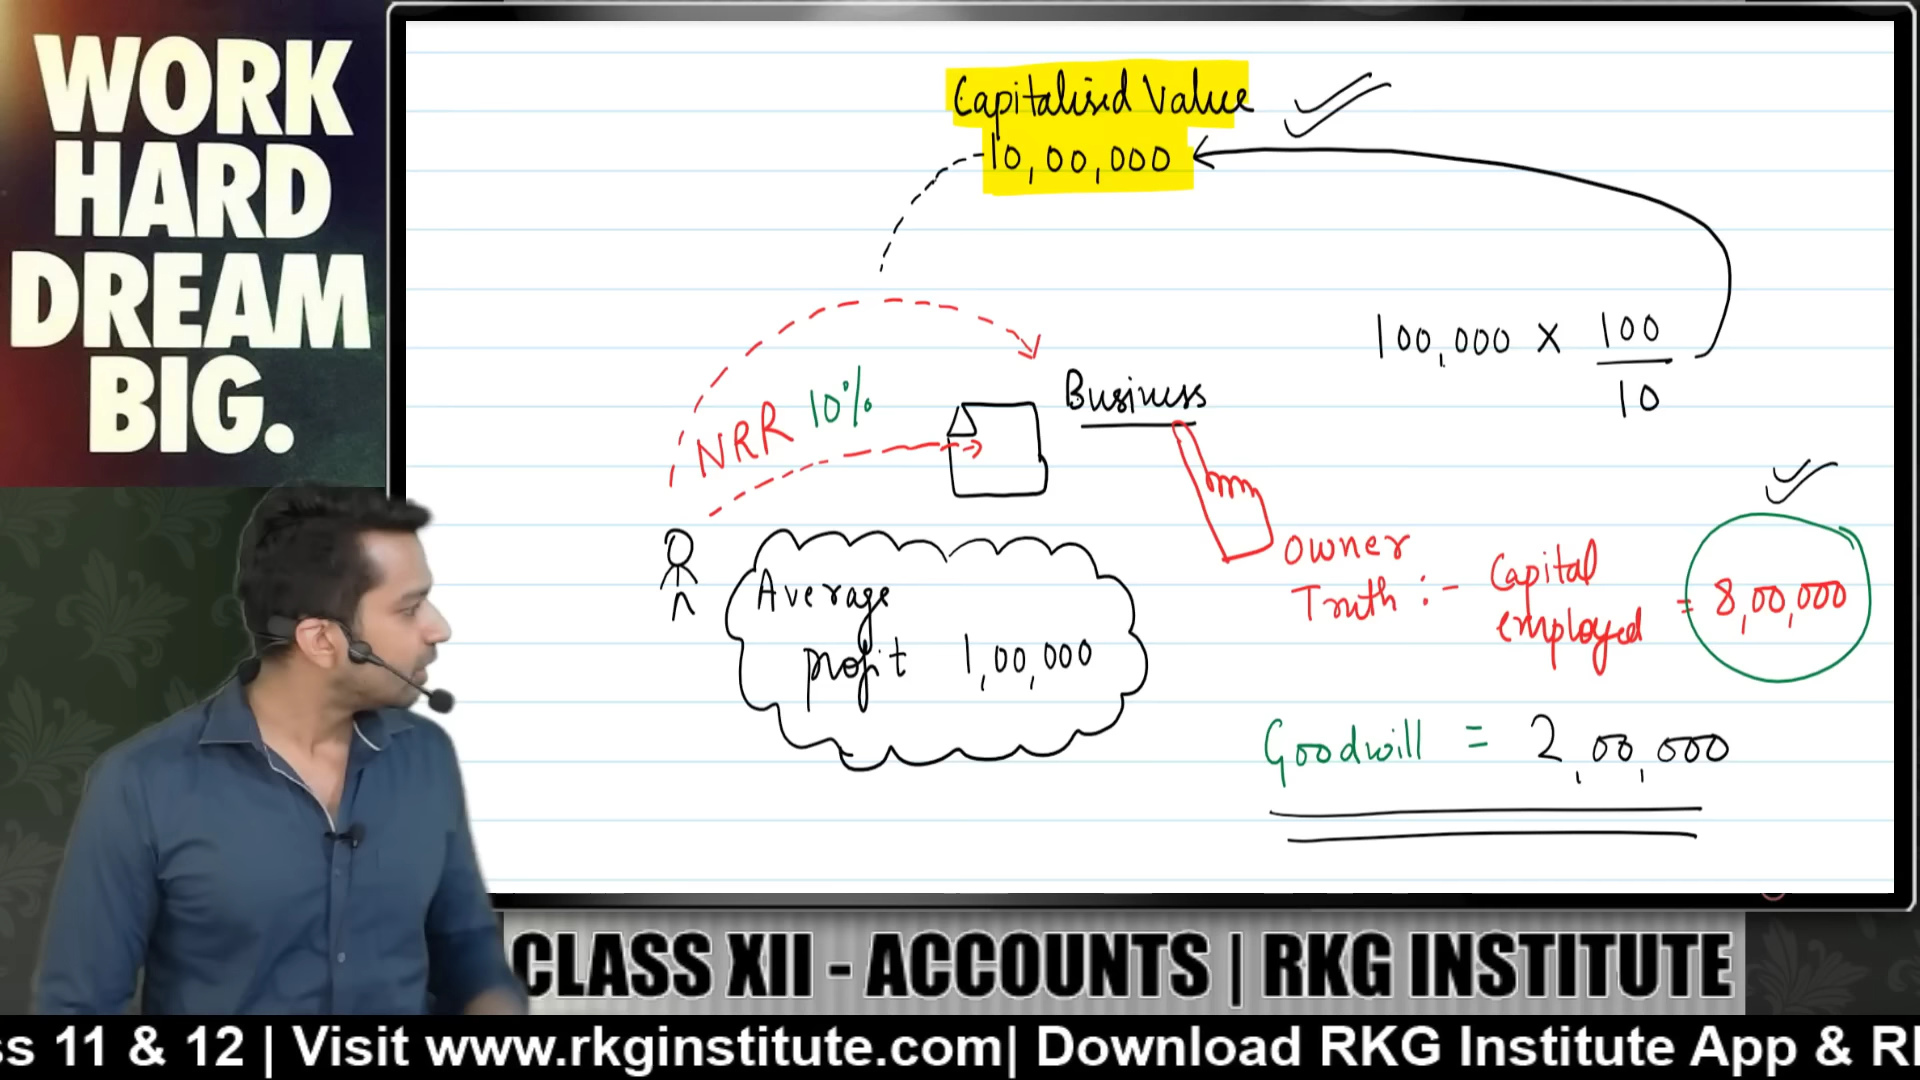 WORK
HARD
DREAM
BIG.
Capitalised Value
10,00,000
100,000 × 100
10
Business
NRR 10%
Owner
Truth :- Capital employed = 8,00,000
Average
profit 1,00,000
Goodwill = 2,00,000
CLASS XII - ACCOUNTS | RKG INSTITUTE
ss 11 & 12 | Visit www.rkginstitute.com| Download RKG Institute App & R